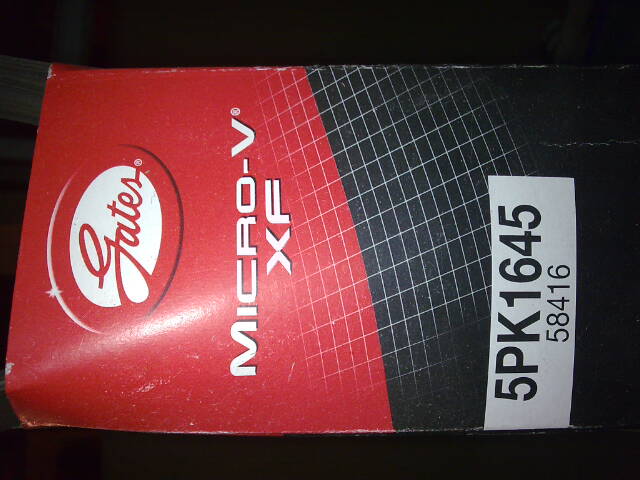 Gates®
MICRO-V®
XF
5PK1645
58416